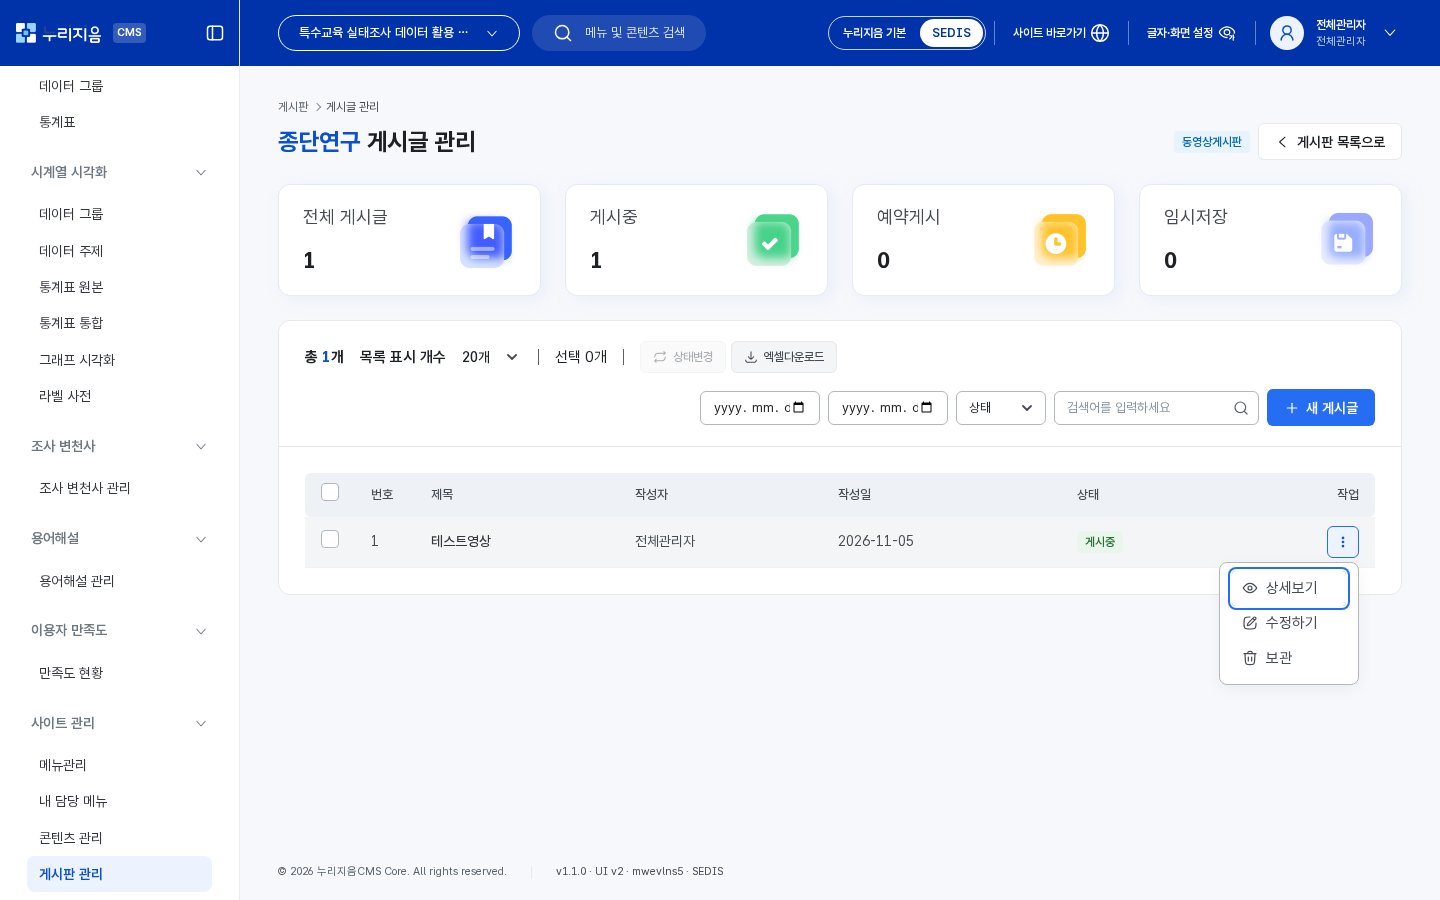 누리지음 CMS
특수교육 실태조사 데이터 활용 ···
메뉴 및 콘텐츠 검색
누리지음 기본
SEDIS
사이트 바로가기
글자·화면 설정
전체관리자
전체관리자
데이터 그룹
통계표
시계열 시각화
데이터 그룹
데이터 주제
통계표 원본
통계표 통합
그래프 시각화
라벨 사전
조사 변천사
조사 변천사 관리
용어해설
용어해설 관리
이용자 만족도
만족도 현황
사이트 관리
메뉴관리
내 담당 메뉴
콘텐츠 관리
게시판 관리
게시판 > 게시글 관리
종단연구 게시글 관리
동영상게시판
게시판 목록으로
전체 게시글
1
게시중
1
예약게시
0
임시저장
0
총 1개 목록 표시 개수 20개 선택 0개 상태변경 엑셀다운로드
yyyy. mm. d yyyy. mm. d 상태 검색어를 입력하세요 새 게시글
번호 제목 작성자 작성일 상태 작업
1 테스트영상 전체관리자 2026-11-05 게시중
상세보기
수정하기
보관
© 2026 누리지음CMS Core. All rights reserved. v1.1.0 · UI v2 · mwevlns5 · SEDIS